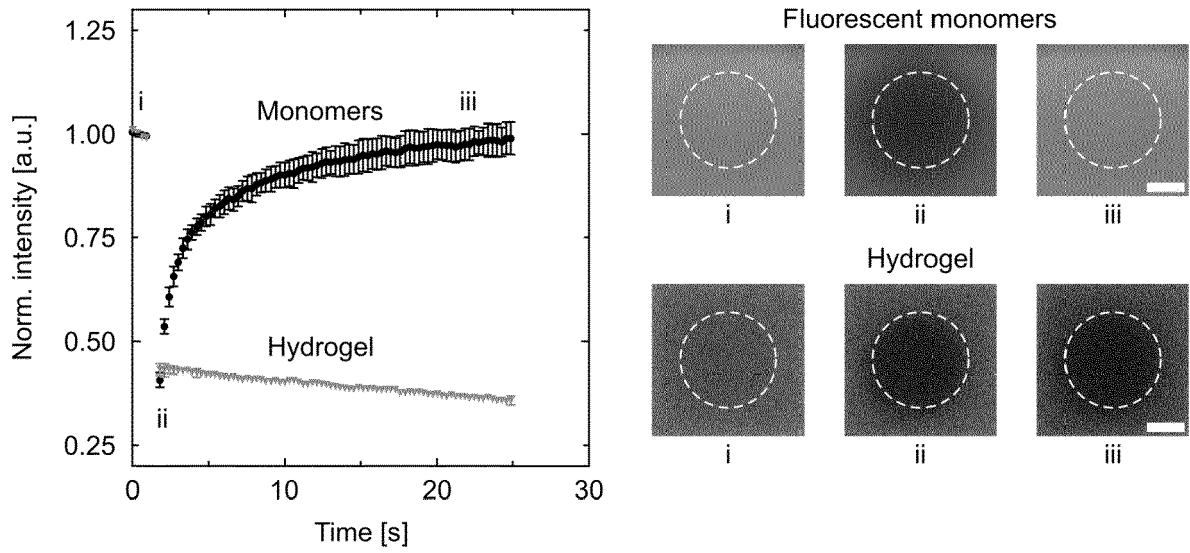 Norm. intensity [a.u.]
1.25
1.00
0.75
0.50
0.25
i
Monomers
iii
Hydrogel
ii
0
10
20
30
Time [s]
Fluorescent monomers
i
ii
iii
Hydrogel
i
ii
iii